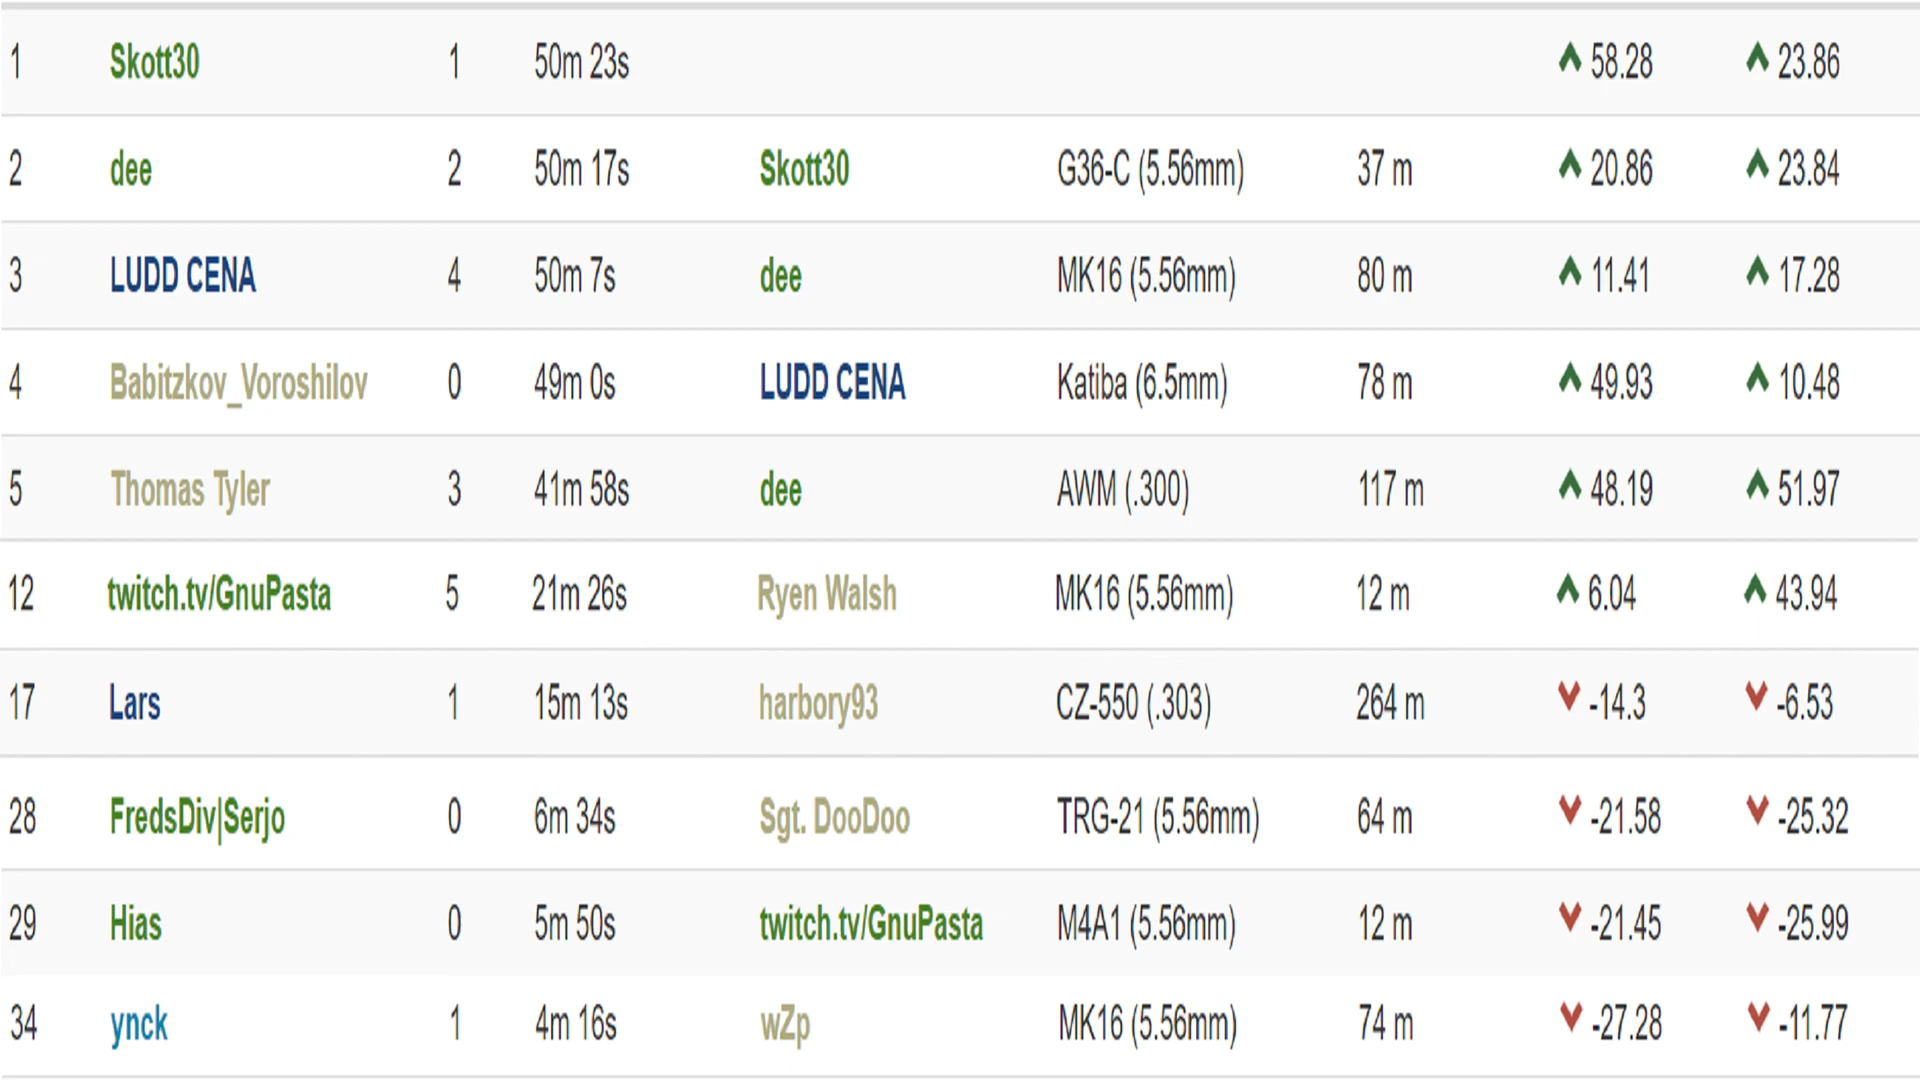 1 Skott30 1 50m 23s 58.28 23.86
2 dee 2 50m 17s Skott30 G36-C (5.56mm) 37 m 20.86 23.84
3 LUDD CENA 4 50m 7s dee MK16 (5.56mm) 80 m 11.41 17.28
4 Babitzkov_Voroshilov 0 49m 0s LUDD CENA Katiba (6.5mm) 78 m 49.93 10.48
5 Thomas Tyler 3 41m 58s dee AWM (.300) 117 m 48.19 51.97
12 twitch.tv/GnuPasta 5 21m 26s Ryen Walsh MK16 (5.56mm) 12 m 6.04 43.94
17 Lars 1 15m 13s harbory93 CZ-550 (.303) 264 m -14.3 -6.53
28 FredsDiv|Serjo 0 6m 34s Sgt. DooDoo TRG-21 (5.56mm) 64 m -21.58 -25.32
29 Hias 0 5m 50s twitch.tv/GnuPasta M4A1 (5.56mm) 12 m -21.45 -25.99
34 ynck 1 4m 16s wZp MK16 (5.56mm) 74 m -27.28 -11.77